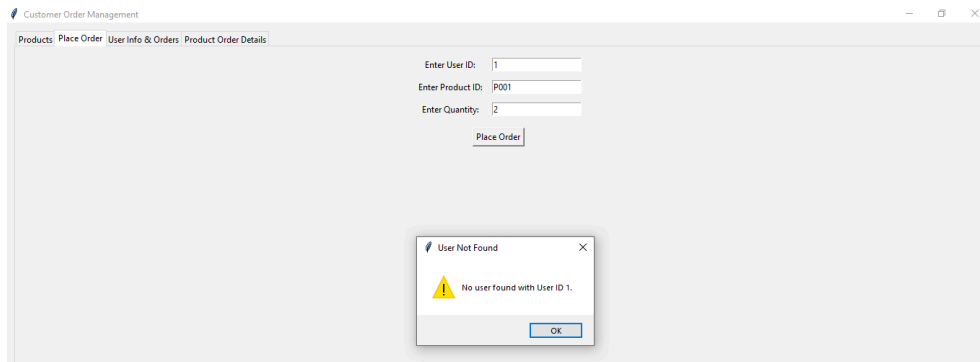 Customer Order Management
Products Place Order User Info & Orders Product Order Details
Enter User ID: 1
Enter Product ID: P001
Enter Quantity: 2
Place Order
User Not Found
No user found with User ID 1.
OK